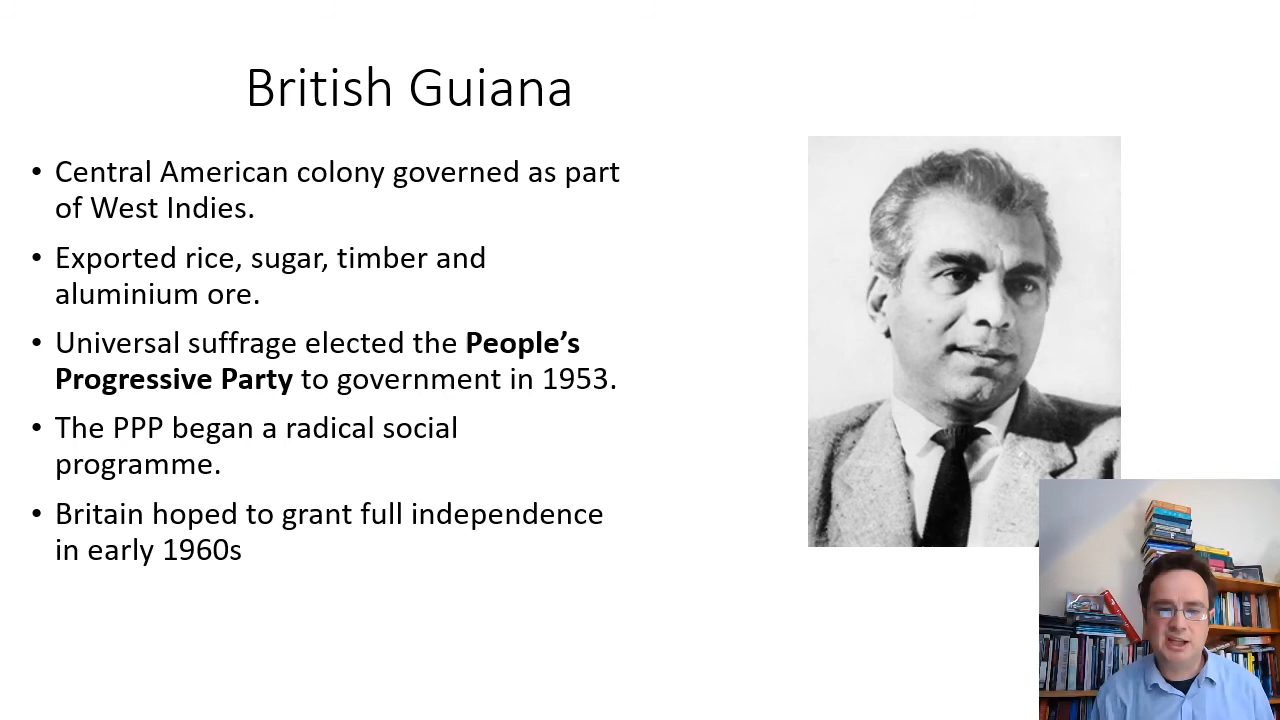 British Guiana
• Central American colony governed as part
of West Indies.
• Exported rice, sugar, timber and
aluminium ore.
• Universal suffrage elected the People’s
Progressive Party to government in 1953.
• The PPP began a radical social
programme.
• Britain hoped to grant full independence
in early 1960s